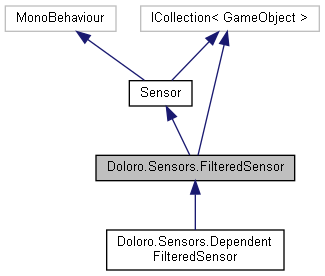 MonoBehaviour
ICollection< GameObject >
Sensor
Doloro.Sensors.FilteredSensor
Doloro.Sensors.Dependent
FilteredSensor